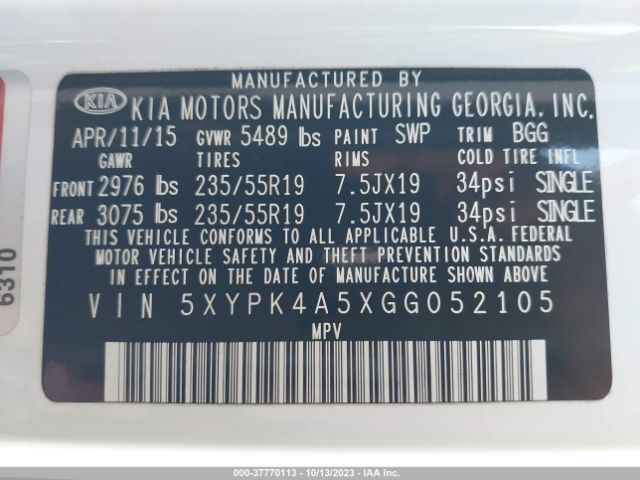 MANUFACTURED BY
KIA KIA MOTORS MANUFACTURING GEORGIA, INC.
APR/11/15 GVWR 5489 lbs PAINT SWP TRIM BGG
GAWR TIRES RIMS COLD TIRE INFL
FRONT 2976 lbs 235/55R19 7.5JX19 34psi SINGLE
REAR 3075 lbs 235/55R19 7.5JX19 34psi SINGLE
THIS VEHICLE CONFORMS TO ALL APPLICABLE U.S.A. FEDERAL
MOTOR VEHICLE SAFETY AND THEFT PREVENTION STANDARDS
IN EFFECT ON THE DATE OF MANUFACTURE SHOWN ABOVE.
VIN 5XYPK4A5XGG052105
MPV
6310
000-37770113 - 10/13/2023 - IAA Inc.